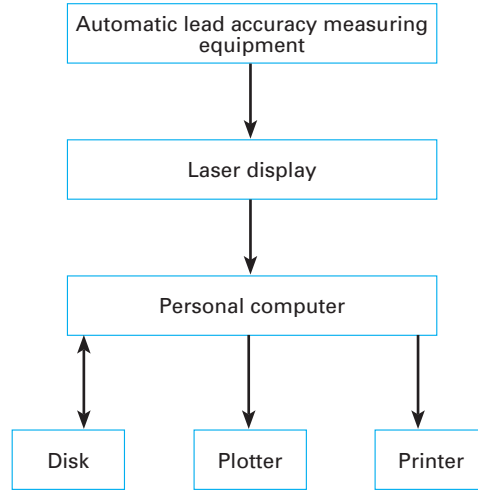 Automatic lead accuracy measuring
equipment
Laser display
Personal computer
Disk
Plotter
Printer